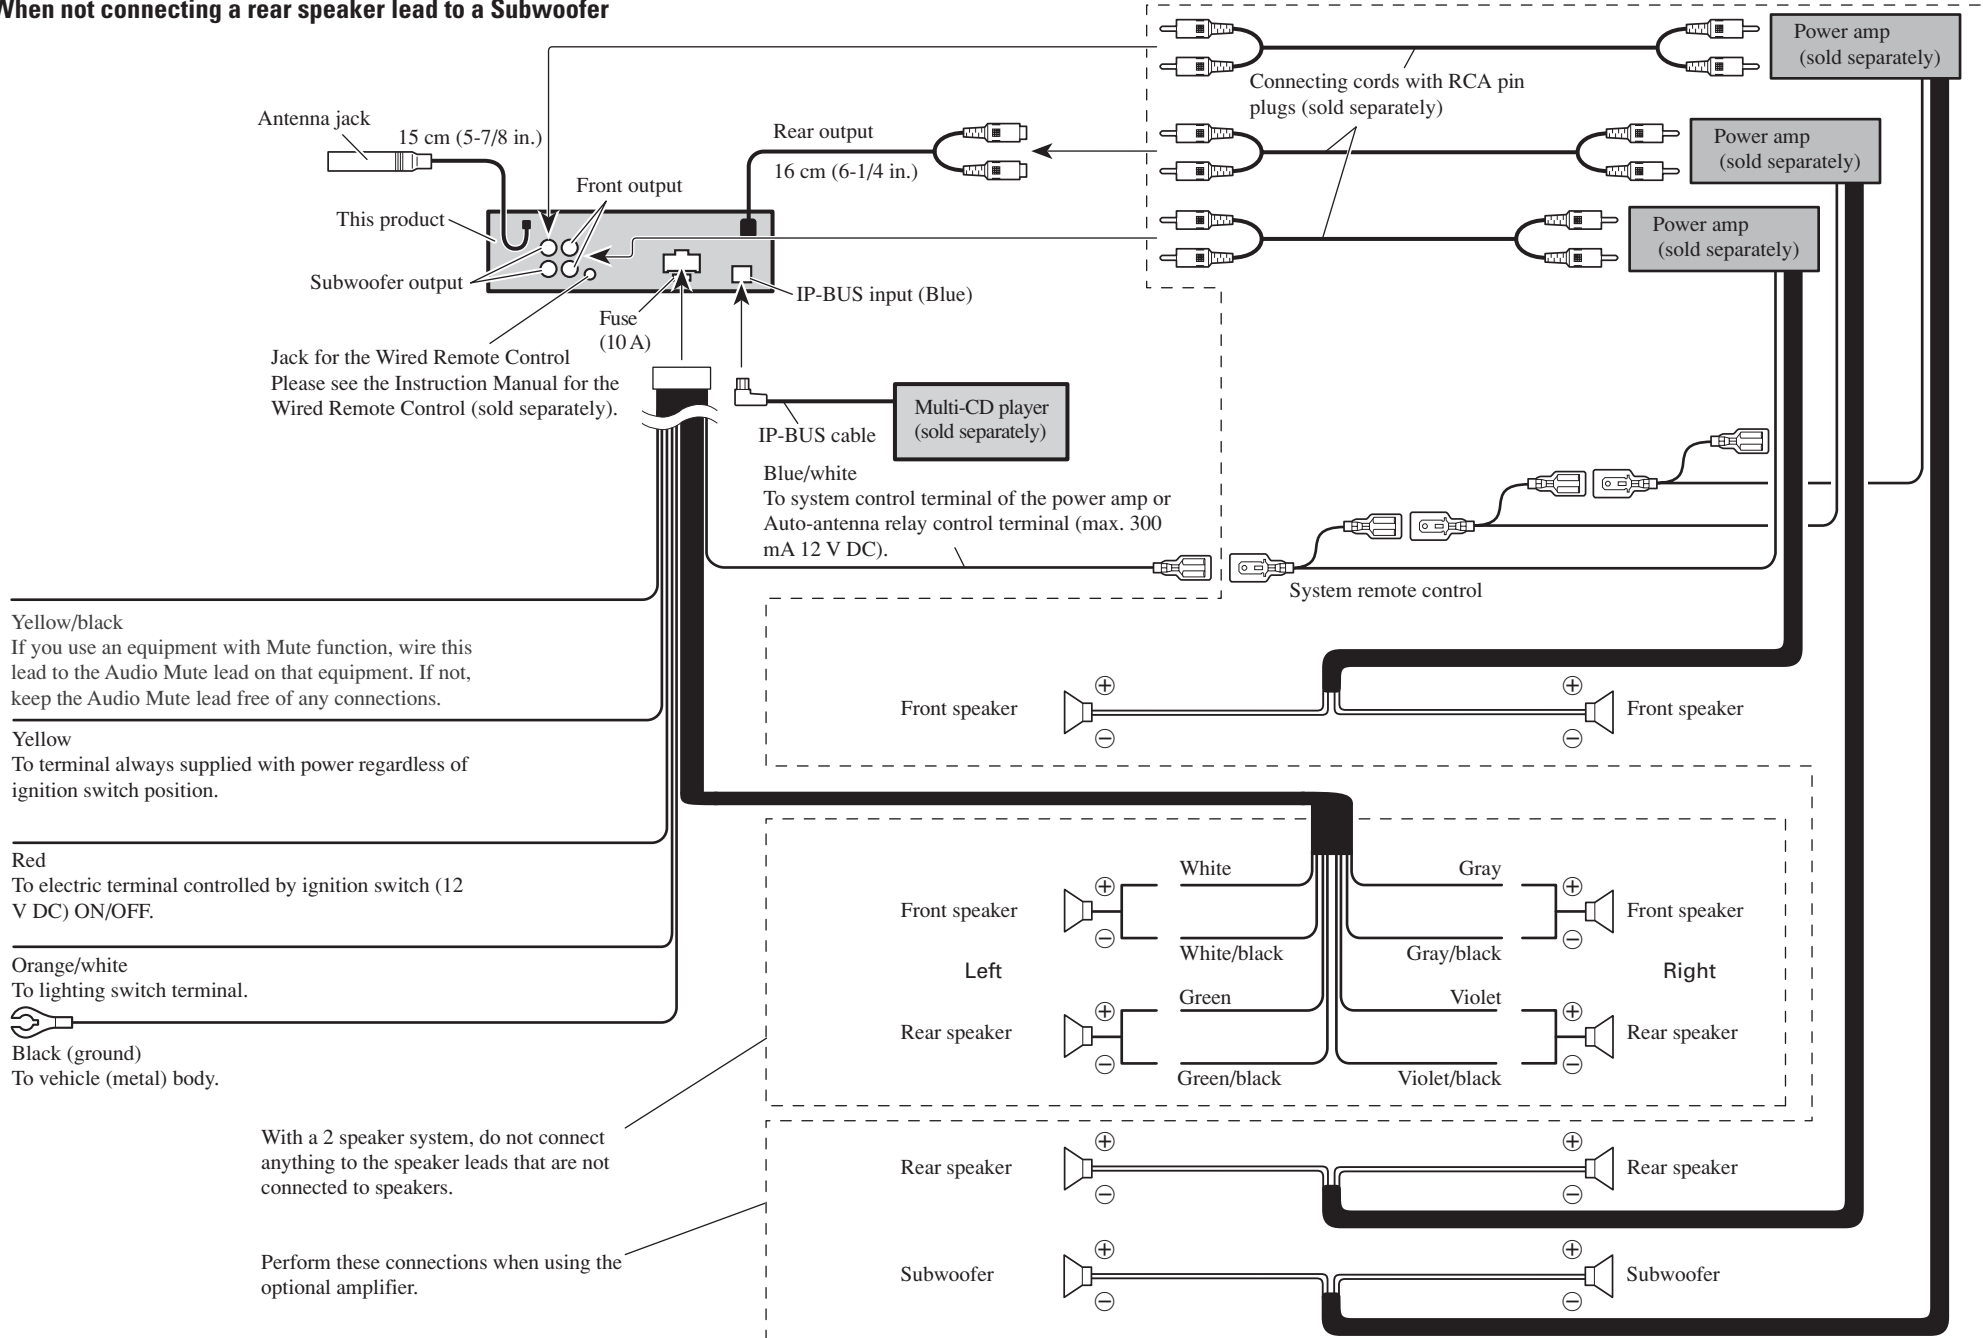 When not connecting a rear speaker lead to a Subwoofer
Power amp
(sold separately)
Connecting cords with RCA pin
plugs (sold separately)
Antenna jack
15 cm (5-7/8 in.)
Rear output
16 cm (6-1/4 in.)
Power amp
(sold separately)
Front output
This product
Power amp
(sold separately)
Subwoofer output
IP-BUS input (Blue)
Fuse
(10 A)
Jack for the Wired Remote Control
Please see the Instruction Manual for the
Wired Remote Control (sold separately).
Multi-CD player
(sold separately)
IP-BUS cable
Blue/white
To system control terminal of the power amp or
Auto-antenna relay control terminal (max. 300
mA 12 V DC).
System remote control
Yellow/black
If you use an equipment with Mute function, wire this
lead to the Audio Mute lead on that equipment. If not,
keep the Audio Mute lead free of any connections.
Front speaker
+
−
+
−
Front speaker
Yellow
To terminal always supplied with power regardless of
ignition switch position.
Red
To electric terminal controlled by ignition switch (12
V DC) ON/OFF.
Orange/white
To lighting switch terminal.
Black (ground)
To vehicle (metal) body.
Front speaker
+
−
White
White/black
Gray
Gray/black
+
−
Front speaker
Left
Right
Rear speaker
+
−
Green
Green/black
Violet
Violet/black
+
−
Rear speaker
With a 2 speaker system, do not connect
anything to the speaker leads that are not
connected to speakers.
Rear speaker
+
−
+
−
Rear speaker
Perform these connections when using the
optional amplifier.
Subwoofer
+
−
+
−
Subwoofer